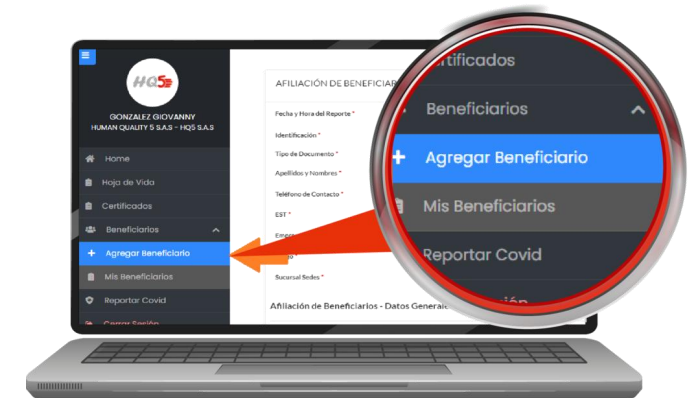 HQ5
GONZALEZ GIOVANNY
HUMAN QUALITY 5 S.A.S - HQ5 S.A.S
Home
Hoja de Vida
Certificados
Beneficiarios
+ Agregar Beneficiario
Mis Beneficiarios
Reportar Covid
Cerrar Sesión
AFILIACIÓN DE BENEFICIAR
Fecha y Hora del Reporte *
Identificación *
Tipo de Documento *
Apellidos y Nombres *
Teléfono de Contacto *
EST *
Sucursal Sedes *
Afiliación de Beneficiarios - Datos Generale
rtificados
Beneficiarios
+ Agregar Beneficiario
Mis Beneficiarios
Reportar Covid